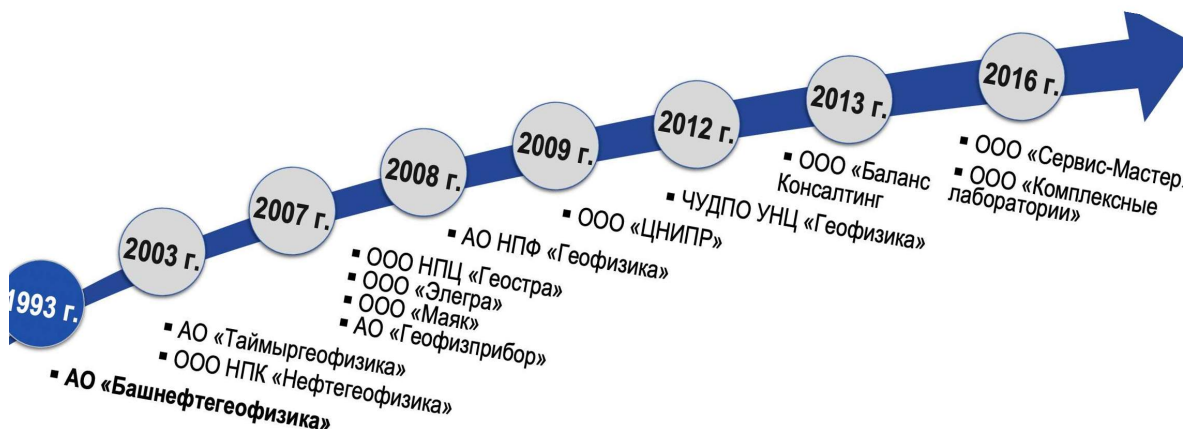 1993 г.
АО «Башнефтегеофизика»
2003 г.
АО «Таймыргеофизика»
ООО НПК «Нефтегеофизика»
2007 г.
ООО НПЦ «Геостра»
ООО «Элегра»
ООО «Маяк»
АО «Геофизприбор»
2008 г.
АО НПФ «Геофизика»
2009 г.
ООО «ЦНИПР»
2012 г.
ЧУДПО УНЦ «Геофизика»
2013 г.
ООО «Баланс
Консалтинг
2016 г.
ООО «Сервис-Мастер
ООО «Комплексные
лаборатории»